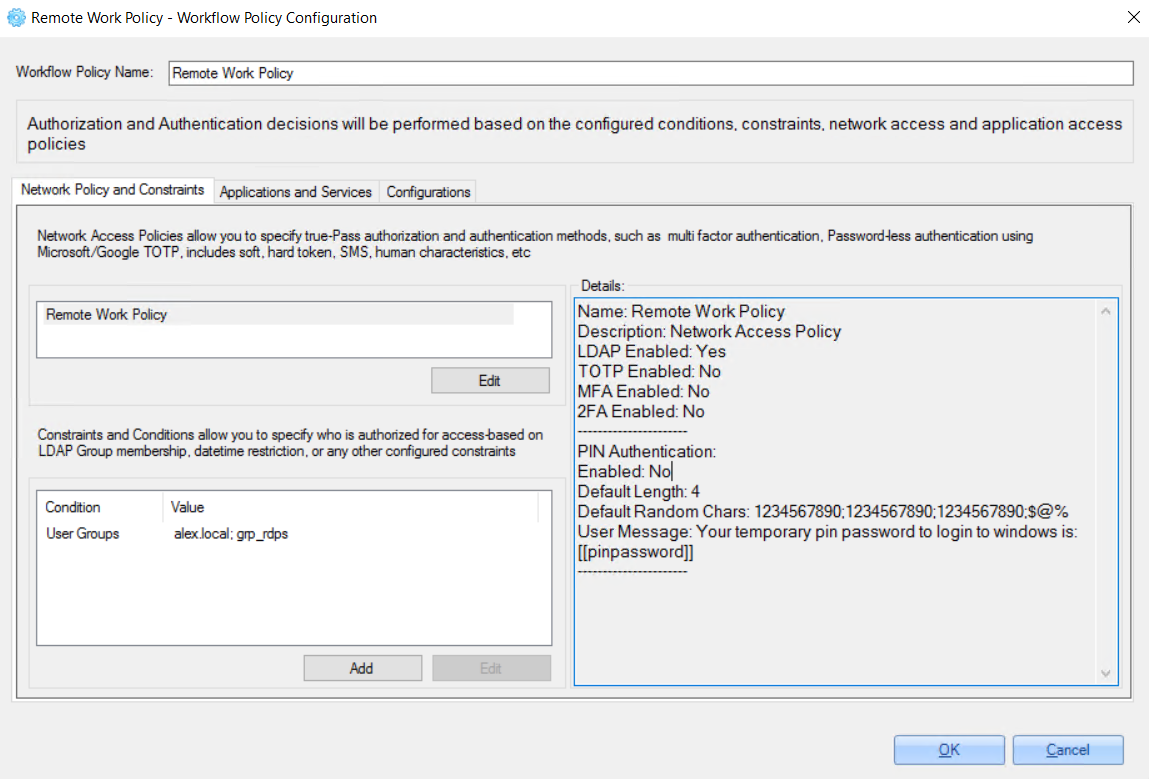 Remote Work Policy - Workflow Policy Configuration
Workflow Policy Name:
Remote Work Policy
Authorization and Authentication decisions will be performed based on the configured conditions, constraints, network access and application access
policies
Network Policy and Constraints
Applications and Services
Configurations
Network Access Policies allow you to specify true-Pass authorization and authentication methods, such as  multi factor authentication, Password-less authentication using
Microsoft/Google TOTP, includes soft, hard token, SMS, human characteristics, etc
Remote Work Policy
Edit
Constraints and Conditions allow you to specify who is authorized for access-based on
LDAP Group membership, datetime restriction, or any other configured constraints
Condition Value
User Groups alex.local; grp_rdps
Add
Edit
Details:
Name: Remote Work Policy
Description: Network Access Policy
LDAP Enabled: Yes
TOTP Enabled: No
MFA Enabled: No
2FA Enabled: No
----------------------
PIN Authentication:
Enabled: No
Default Length: 4
Default Random Chars: 1234567890;1234567890;1234567890;$@%
User Message: Your temporary pin password to login to windows is:
[[pinpassword]]
----------------------
OK
Cancel